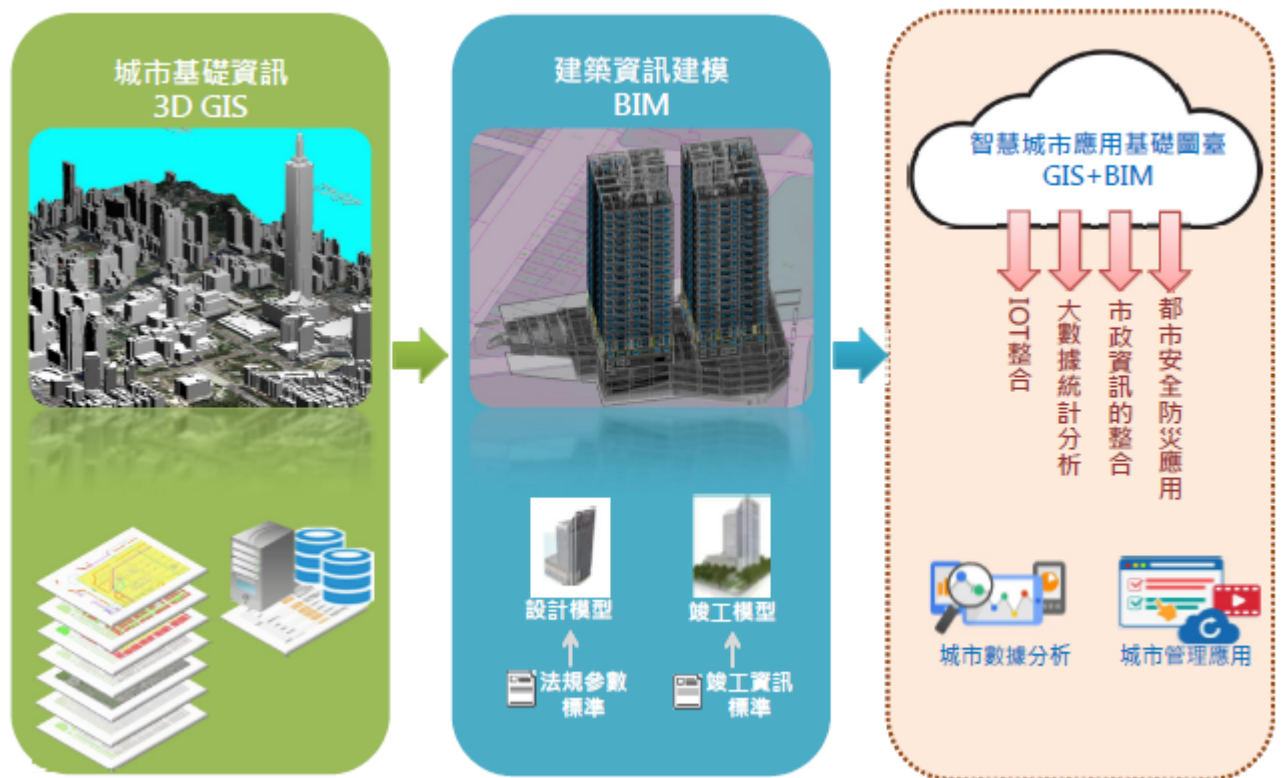 城市基礎資訊
3D GIS
建築資訊建模
BIM
設計模型
竣工模型
法規參數
標準
竣工資訊
標準
智慧城市應用基礎圖臺
GIS+BIM
IOT整合
大數據統計分析
市政資訊的整合
都市安全防災應用
城市數據分析
城市管理應用